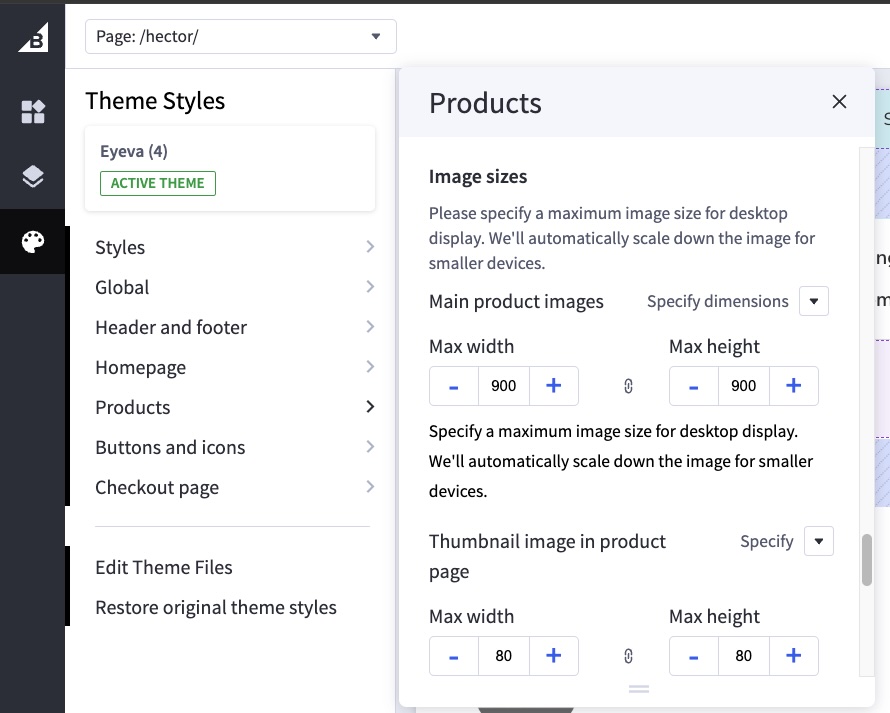 B
Page: /hector/
Theme Styles
Eyeva (4)
ACTIVE THEME
Styles
Global
Header and footer
Homepage
Products
Buttons and icons
Checkout page
Edit Theme Files
Restore original theme styles
Products
Image sizes
Please specify a maximum image size for desktop
display. We'll automatically scale down the image for
smaller devices.
Main product images Specify dimensions
Max width Max height
- 900 + - 900 +
Specify a maximum image size for desktop display.
We'll automatically scale down the image for smaller
devices.
Thumbnail image in product Specify
page
Max width Max height
- 80 + - 80 +